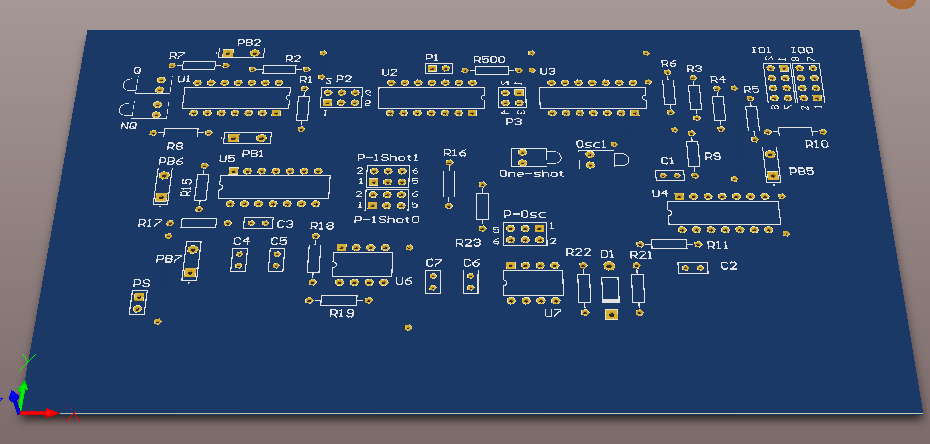 PB2
IO1 IO0
R7
P1
R500
Q
U1
R2
R1
P2
U2
U3
R6
R3
R4
R5
NQ
P3
R8
PB1
R10
PB6
U5
P-1Shot1
R16
Osc1
R9
2 6
1 5
One-shot
C1
PB5
R15
2 6
1 5
U4
P-1Shot0
P-Osc
R17
C3
R18
5 1
6 2
R23
R11
PB7
C4
C5
C7
C6
R22
D1
R21
C2
U6
PS
R19
U7
X